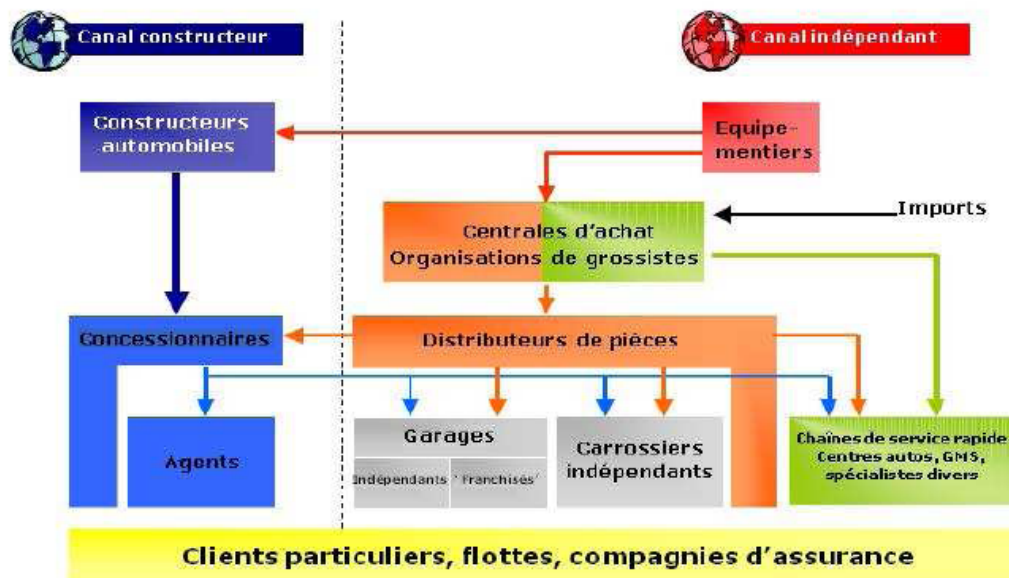 Canal constructeur
Canal indépendant
Constructeurs
automobiles
Equipe-
mentiers
Imports
Centrales d'achat
Organisations de grossistes
Concessionnaires
Distributeurs de pièces
Agents
Garages
Indépendants
'Franchisés'
Carrossiers
indépendants
Chaînes de service rapide
Centres autos, GMS,
spécialistes divers
Clients particuliers, flottes, compagnies d'assurance